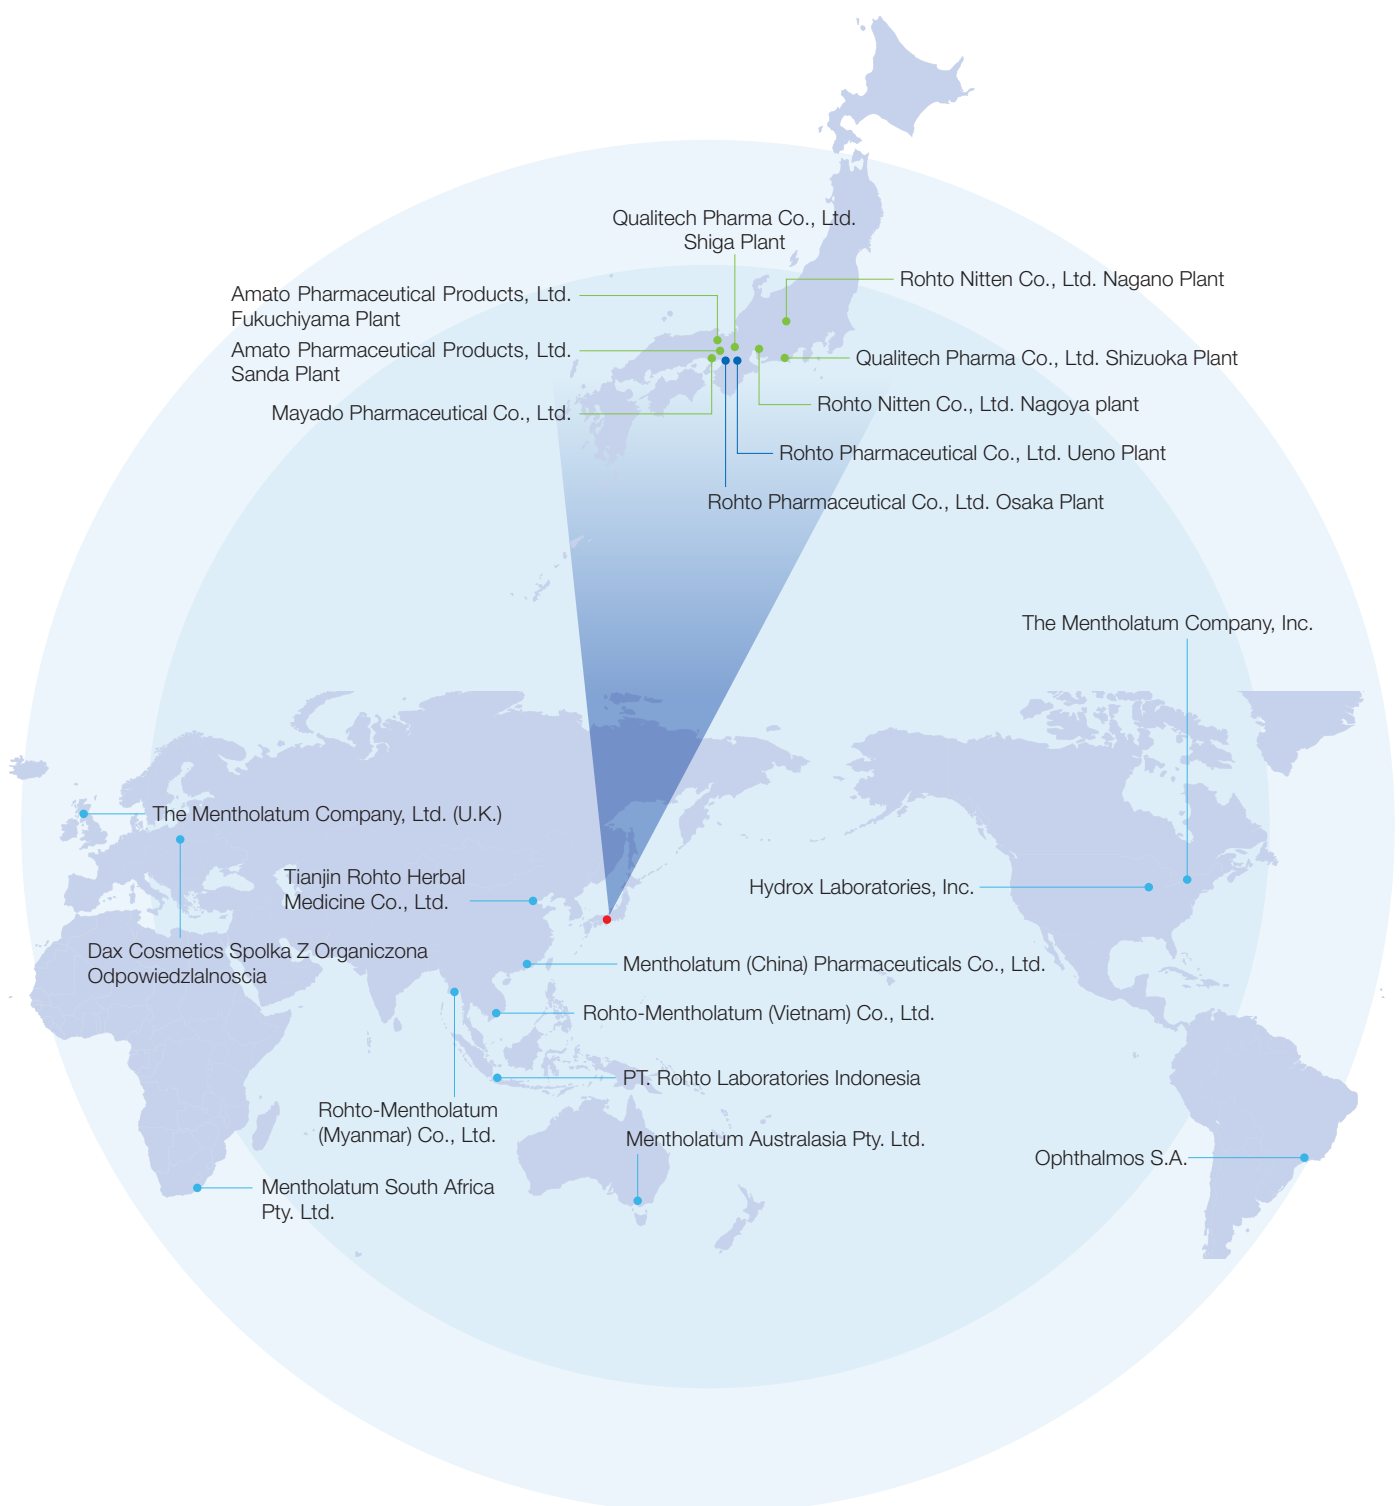 Qualitech Pharma Co., Ltd.
Shiga Plant
Rohto Nitten Co., Ltd. Nagano Plant
Amato Pharmaceutical Products, Ltd.
Fukuchiyama Plant
Amato Pharmaceutical Products, Ltd.
Sanda Plant
Qualitech Pharma Co., Ltd. Shizuoka Plant
Mayado Pharmaceutical Co., Ltd.
Rohto Nitten Co., Ltd. Nagoya plant
Rohto Pharmaceutical Co., Ltd. Ueno Plant
Rohto Pharmaceutical Co., Ltd. Osaka Plant
The Mentholatum Company, Inc.
The Mentholatum Company, Ltd. (U.K.)
Tianjin Rohto Herbal
Medicine Co., Ltd.
Hydrox Laboratories, Inc.
Dax Cosmetics Spolka Z Organiczona
Odpowiedzlalnoscia
Mentholatum (China) Pharmaceuticals Co., Ltd.
Rohto-Mentholatum (Vietnam) Co., Ltd.
PT. Rohto Laboratories Indonesia
Rohto-Mentholatum
(Myanmar) Co., Ltd.
Mentholatum Australasia Pty. Ltd.
Ophthalmos S.A.
Mentholatum South Africa
Pty. Ltd.